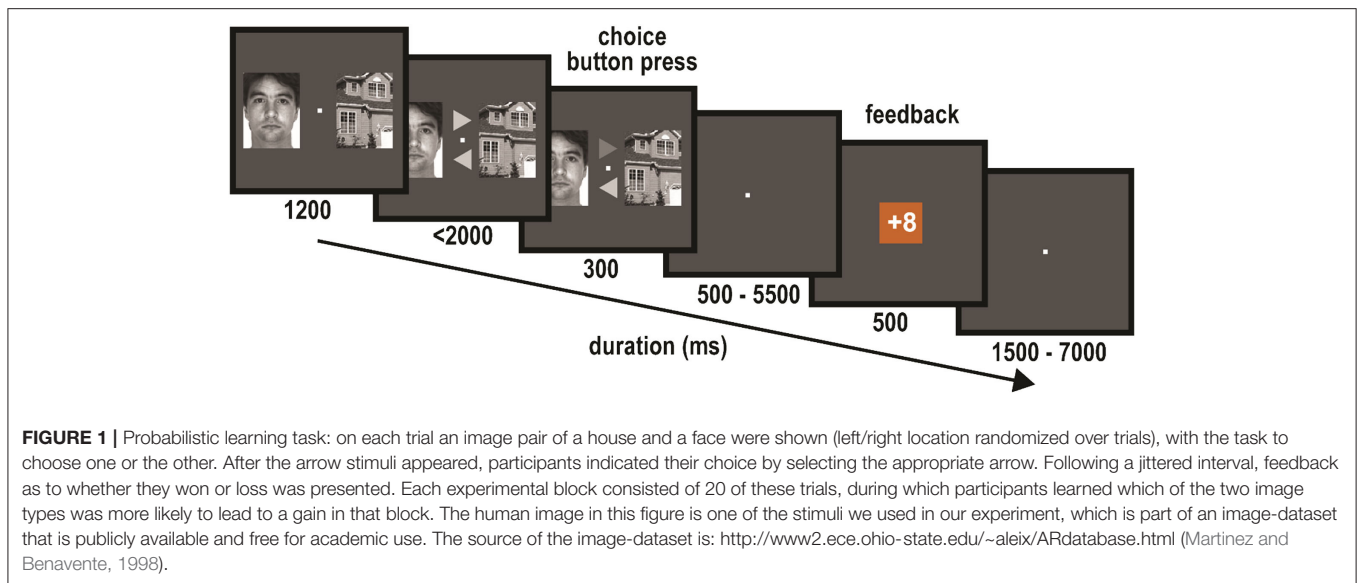 choice
button press
feedback
+8
1200
<2000
300
500 - 5500
500
1500 - 7000
duration (ms)
FIGURE 1 | Probabilistic learning task: on each trial an image pair of a house and a face were shown (left/right location randomized over trials), with the task to
choose one or the other. After the arrow stimuli appeared, participants indicated their choice by selecting the appropriate arrow. Following a jittered interval, feedback
as to whether they won or loss was presented. Each experimental block consisted of 20 of these trials, during which participants learned which of the two image
types was more likely to lead to a gain in that block. The human image in this figure is one of the stimuli we used in our experiment, which is part of an image-dataset
that is publicly available and free for academic use. The source of the image-dataset is: http://www2.ece.ohio-state.edu/~aleix/ARdatabase.html (Martinez and
Benavente, 1998).